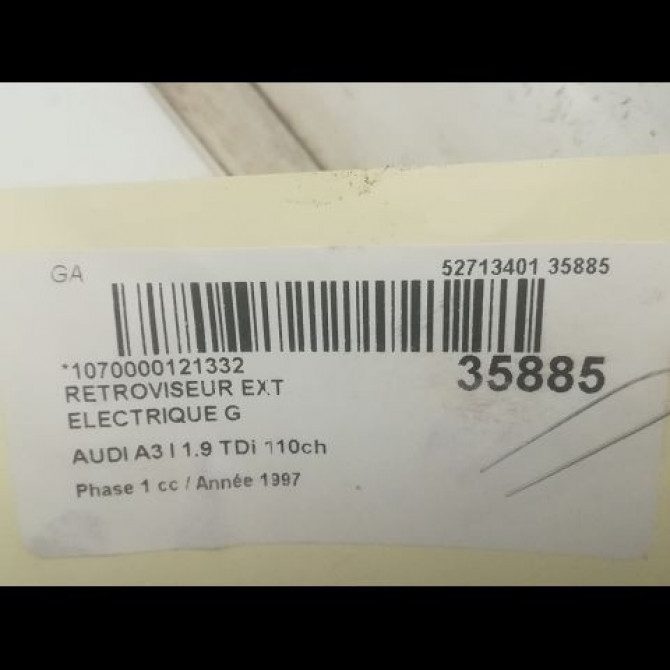 GA
52713401 35885
*1070000121332
35885
RETROVISEUR EXT
ELECTRIQUE G
AUDI A3 I 1.9 TDi 110ch
Phase 1 cc / Année 1997